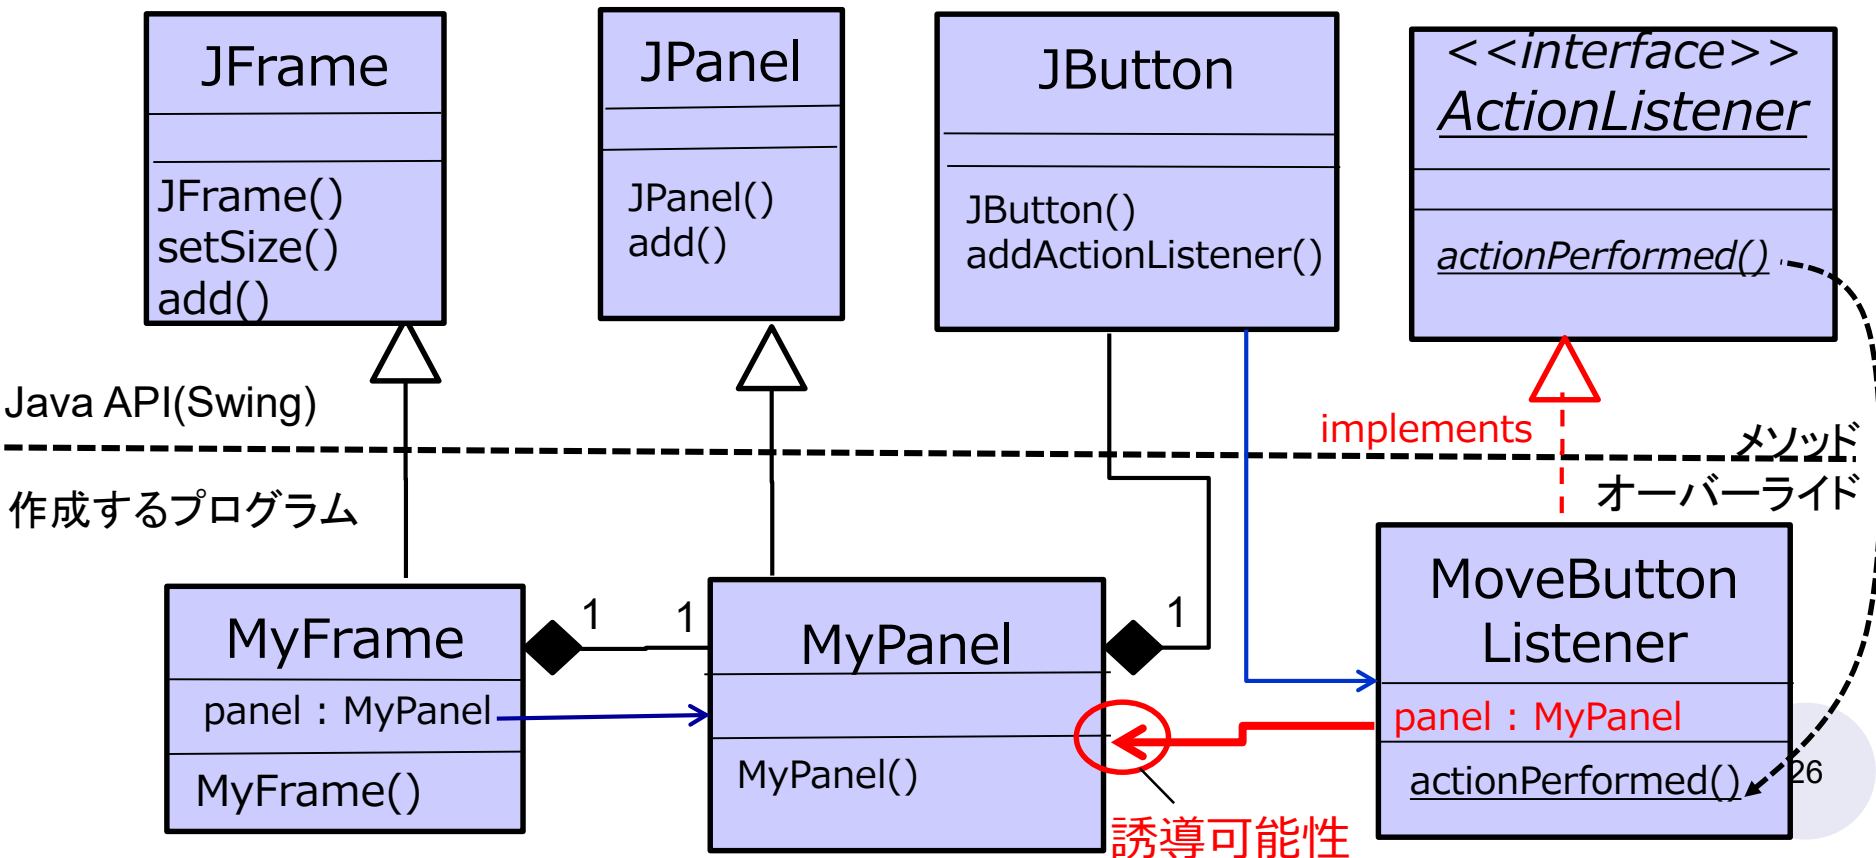 JFrame
JFrame()
setSize()
add()
JPanel
JPanel()
add()
JButton
JButton()
addActionListener()
<<interface>>
ActionListener
actionPerformed()
Java API(Swing)
implements
メソッド
オーバーライド
作成するプログラム
MyFrame
panel : MyPanel
MyFrame()
1
1
MyPanel
MyPanel()
1
MoveButton
Listener
panel : MyPanel
actionPerformed()
誘導可能性
26